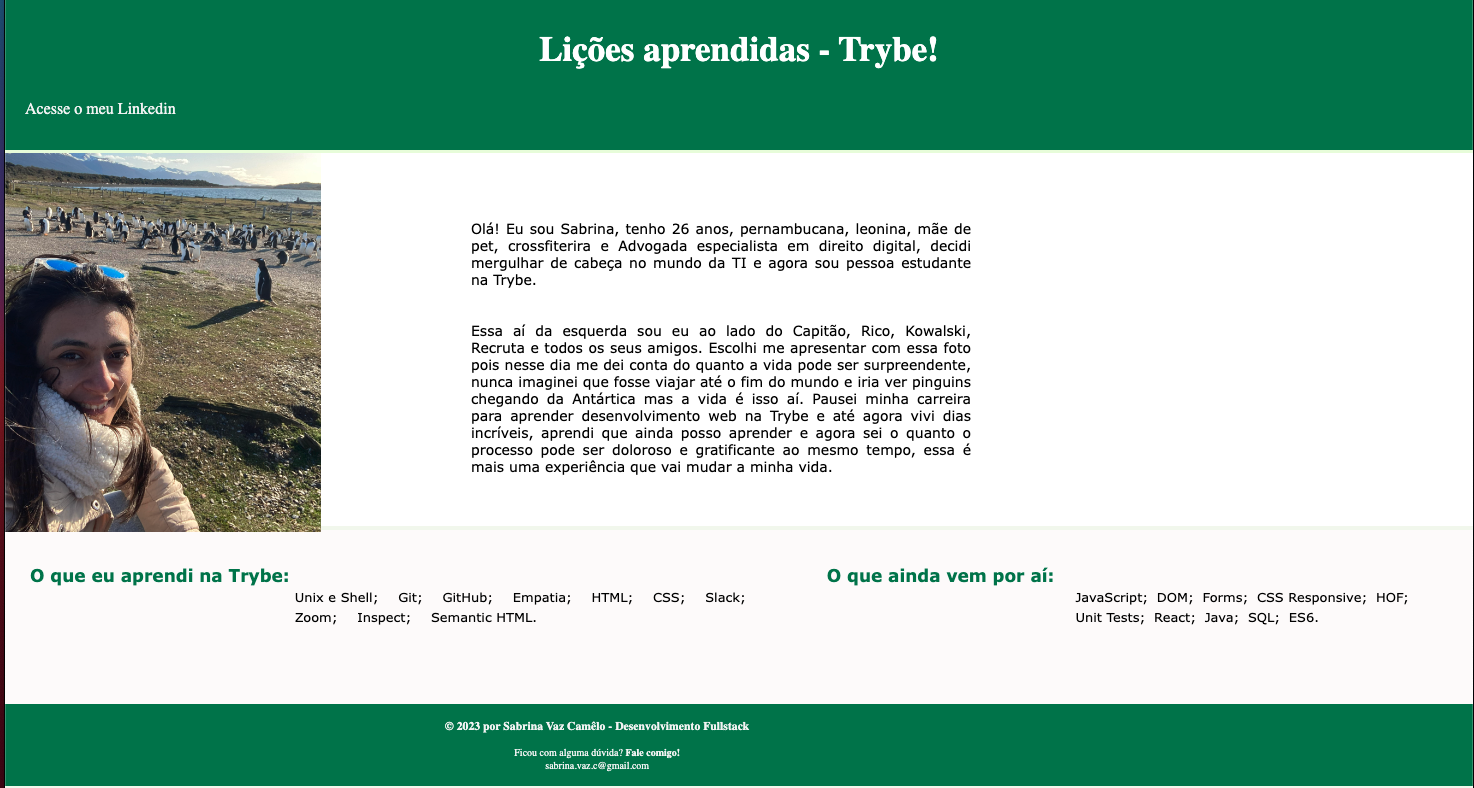 Lições aprendidas - Trybe!
Acesse o meu Linkedin
Olá! Eu sou Sabrina, tenho 26 anos, pernambucana, leonina, mãe de
pet, crossfiterira e Advogada especialista em direito digital, decidi
mergulhar de cabeça no mundo da TI e agora sou pessoa estudante
na Trybe.
Essa aí da esquerda sou eu ao lado do Capitão, Rico, Kowalski,
Recruta e todos os seus amigos. Escolhi me apresentar com essa foto
pois nesse dia me dei conta do quanto a vida pode ser surpreendente,
nunca imaginei que fosse viajar até o fim do mundo e iria ver pinguins
chegando da Antártica mas a vida é isso aí. Pausei minha carreira
para aprender desenvolvimento web na Trybe e até agora vivi dias
incríveis, aprendi que ainda posso aprender e agora sei o quanto o
processo pode ser doloroso e gratificante ao mesmo tempo, essa é
mais uma experiência que vai mudar a minha vida.
O que eu aprendi na Trybe:
Unix e Shell; Git; GitHub; Empatia; HTML; CSS; Slack;
Zoom; Inspect; Semantic HTML.
O que ainda vem por aí:
JavaScript; DOM; Forms; CSS Responsive; HOF;
Unit Tests; React; Java; SQL; ES6.
© 2023 por Sabrina Vaz Camêlo - Desenvolvimento Fullstack
Ficou com alguma dúvida? Fale comigo!
sabrina.vaz.c@gmail.com